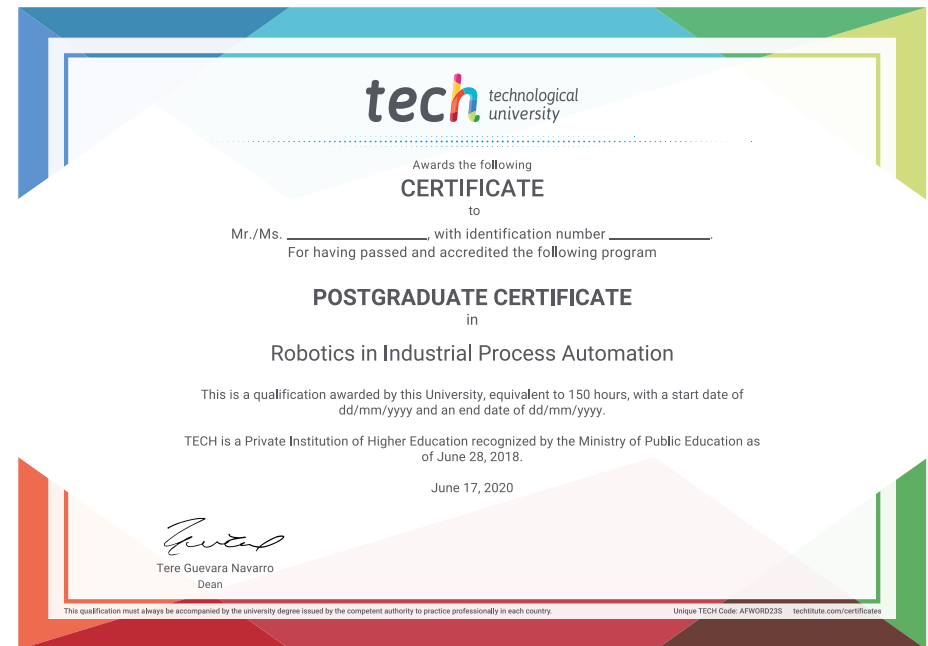 tech technological
university
Awards the following
CERTIFICATE
to
Mr./Ms. ____________________, with identification number ______________.
For having passed and accredited the following program
POSTGRADUATE CERTIFICATE
in
Robotics in Industrial Process Automation
This is a qualification awarded by this University, equivalent to 150 hours, with a start date of
dd/mm/yyyy and an end date of dd/mm/yyyy.
TECH is a Private Institution of Higher Education recognized by the Ministry of Public Education as
of June 28, 2018.
June 17, 2020
Tere Guevara Navarro
Dean
This qualification must always be accompanied by the university degree issued by the competent authority to practice professionally in each country. Unique TECH Code: AFWORD23S techtitute.com/certificates